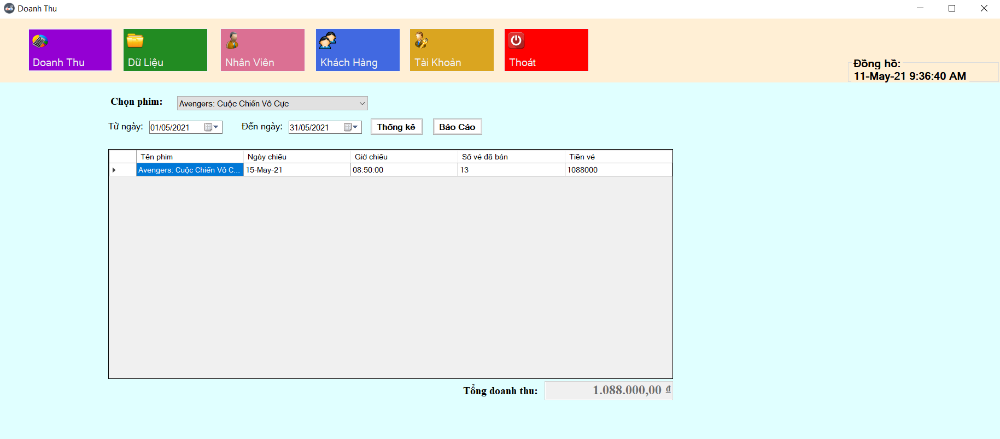 Doanh Thu
Doanh Thu
Dữ Liệu
Nhân Viên
Khách Hàng
Tài Khoản
Thoát
Đồng hồ:
11-May-21 9:36:40 AM
Chọn phim:
Avengers: Cuộc Chiến Vô Cực
Từ ngày: 01/05/2021 Đến ngày: 31/05/2021 Thống kê Báo Cáo
Tên phim Ngày chiếu Giờ chiếu Số vé đã bán Tiền vé
Avengers: Cuộc Chiến Vô C... 15-May-21 08:50:00 13 1088000
Tổng doanh thu: 1.088.000,00 ₫